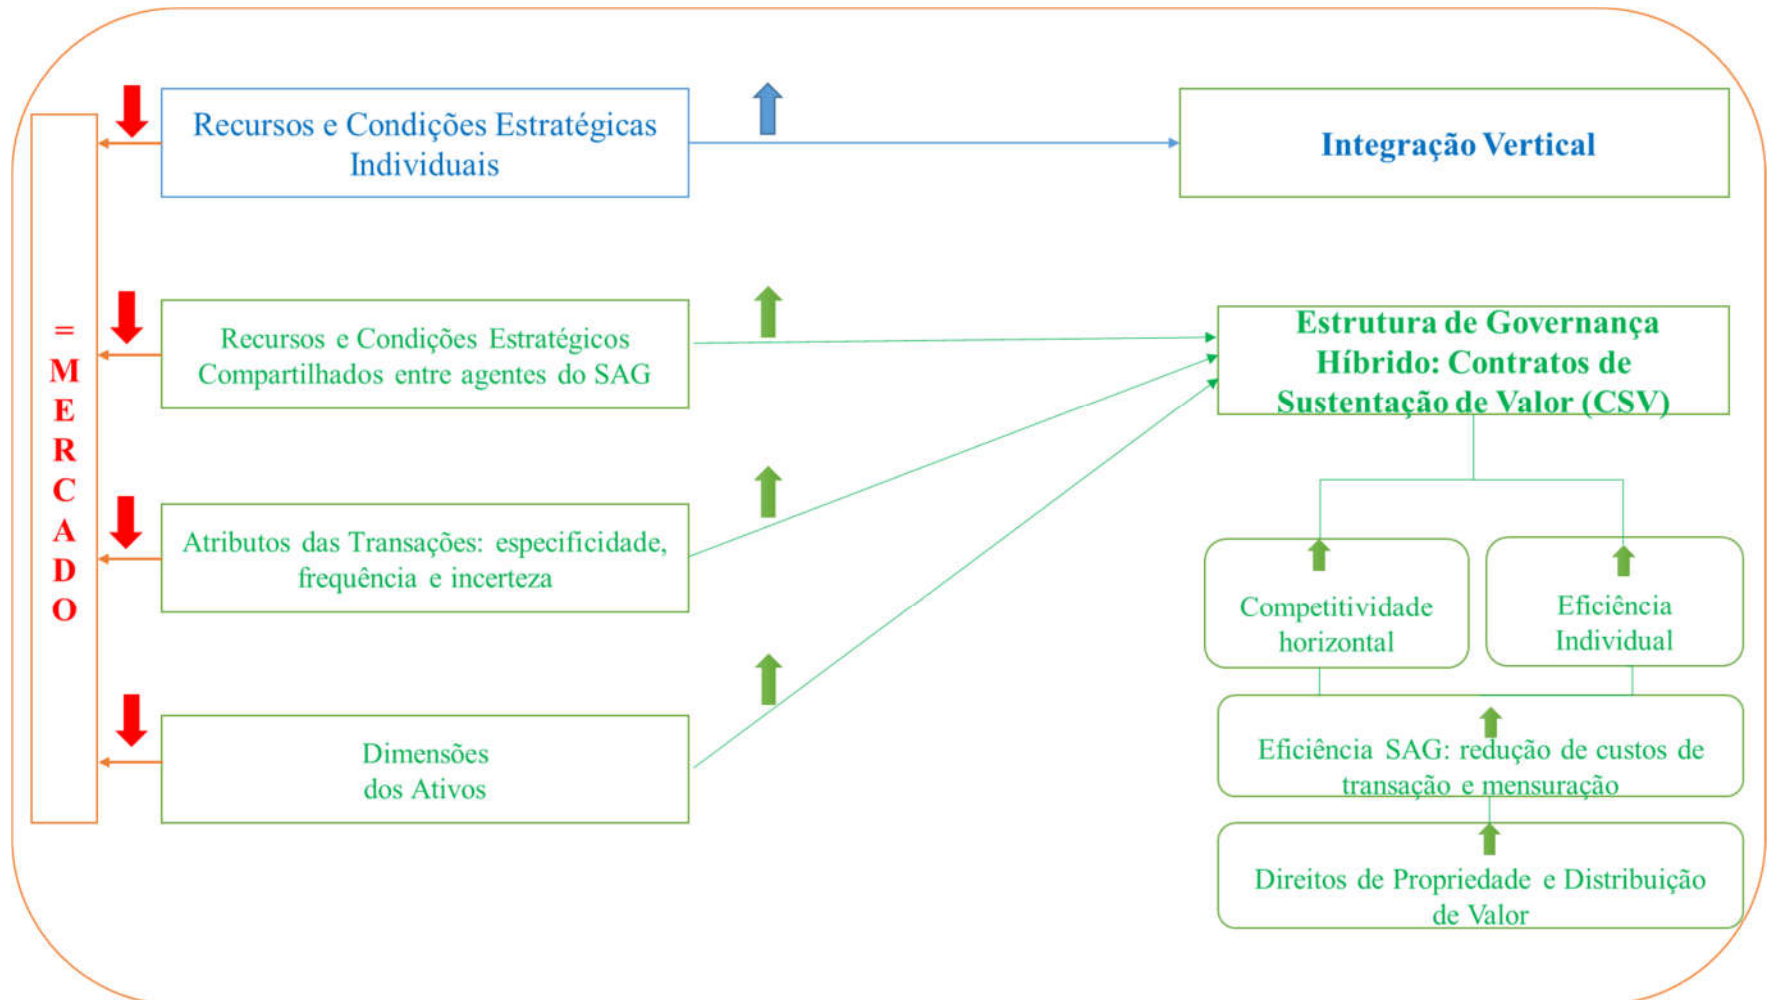 Recursos e Condições Estratégicas
Individuais
Integração Vertical
= MERCADO
Recursos e Condições Estratégicos
Compartilhados entre agentes do SAG
Estrutura de Governança
Híbrido: Contratos de
Sustentação de Valor (CSV)
Atributos das Transações: especificidade,
frequência e incerteza
Competitividade
horizontal
Eficiência
Individual
Dimensões
dos Ativos
Eficiência SAG: redução de custos de
transação e mensuração
Direitos de Propriedade e Distribuição
de Valor